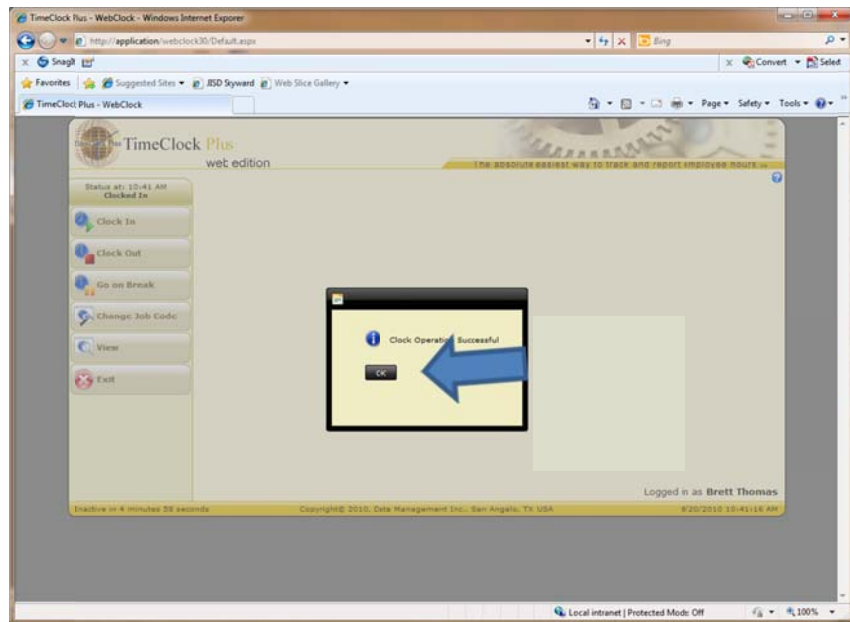 TimeClock Plus - WebClock - Windows Internet Exporer
http://application/webclock30/Default.aspx
Bing
x SnagIt
x Convert Select
Favorites Suggested Sites JISD Skyward Web Slice Gallery
TimeClock Plus - WebClock
Page Safety Tools
TimeClock Plus
web edition
The absolute easiest way to track and report employee hours
Status at: 10:41 AM
Clocked In
Clock In
Clock Out
Go on Break
Change Job Code
View
Exit
Clock Operation Successful
OK
Logged in as Brett Thomas
Inactive in 4 minutes 58 seconds
Copyright© 2010, Data Management Inc., San Angelo, TX USA
8/20/2010 10:41:16 AM
Local intranet | Protected Mode: Off
100%